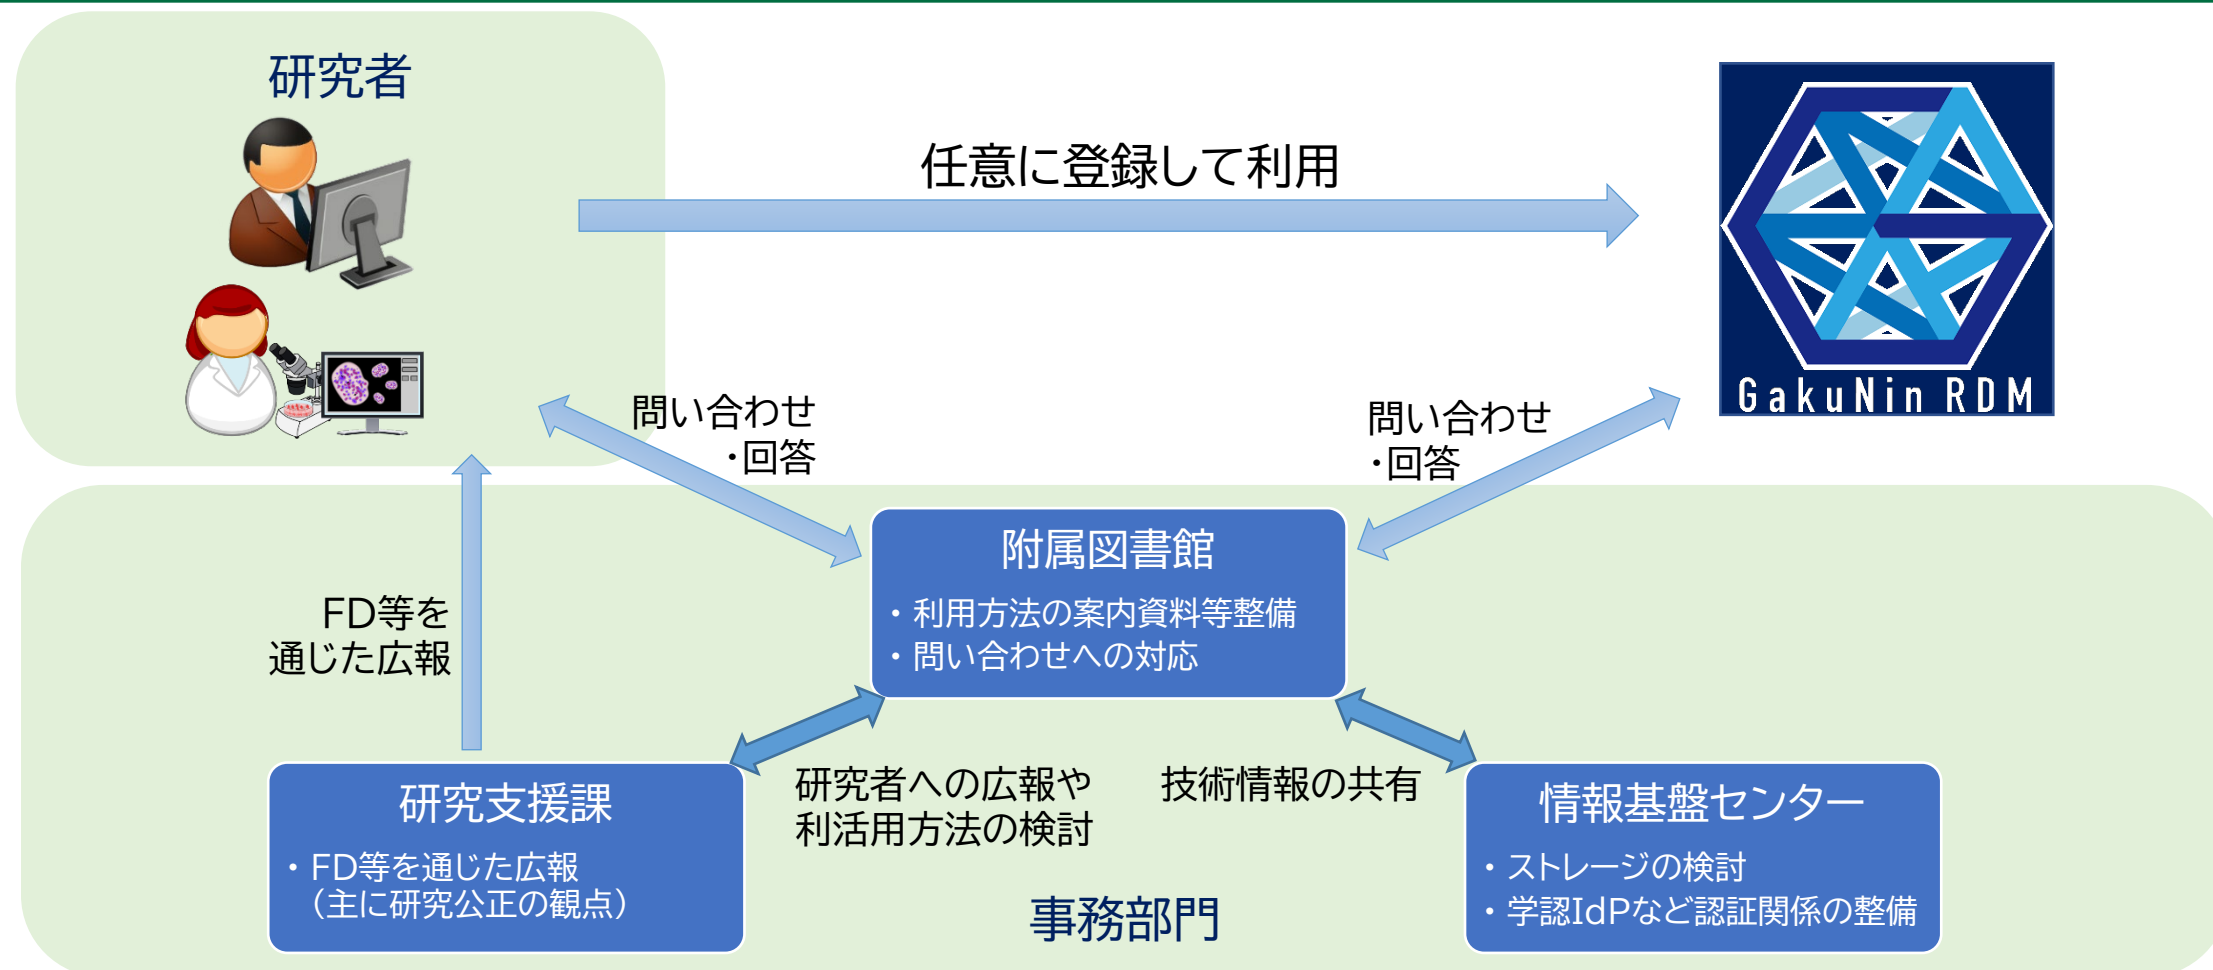 研究者
任意に登録して利用
GakuNin RDM
問い合わせ
・回答
問い合わせ
・回答
附属図書館
・利用方法の案内資料等整備
・問い合わせへの対応
FD等を
通じた広報
研究者への広報や
利活用方法の検討
技術情報の共有
研究支援課
・FD等を通じた広報
（主に研究公正の観点）
情報基盤センター
・ストレージの検討
・学認IdPなど認証関係の整備
事務部門